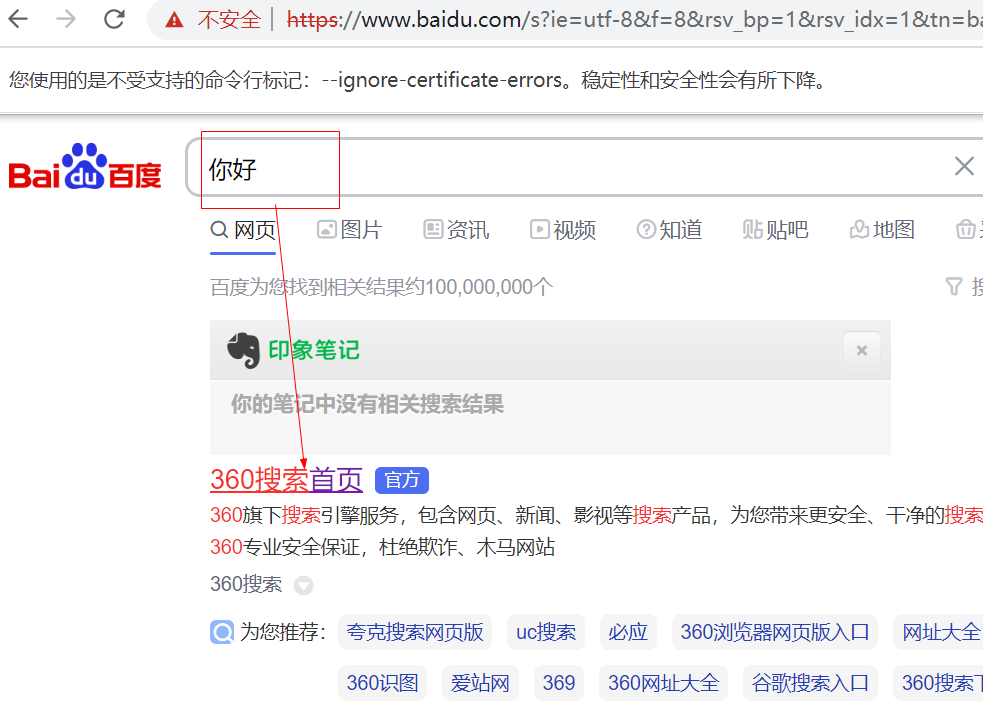 不安全 https://www.baidu.com/s?ie=utf-8&f=8&rsv_bp=1&rsv_idx=1&tn=ba
您使用的是不受支持的命令行标记：--ignore-certificate-errors。稳定性和安全性会有所下降。
Bai du 百度 你好
网页 图片 资讯 视频 知道 贴吧 地图
百度为您找到相关结果约100,000,000个
印象笔记
你的笔记中没有相关搜索结果
360搜索首页 官方
360旗下搜索引擎服务，包含网页、新闻、影视等搜索产品，为您带来更安全、干净的搜索
360专业安全保证，杜绝欺诈、木马网站
360搜索
为您推荐： 夸克搜索网页版 uc搜索 必应 360浏览器网页版入口 网址大全
360识图 爱站网 369 360网址大全 谷歌搜索入口 360搜索下